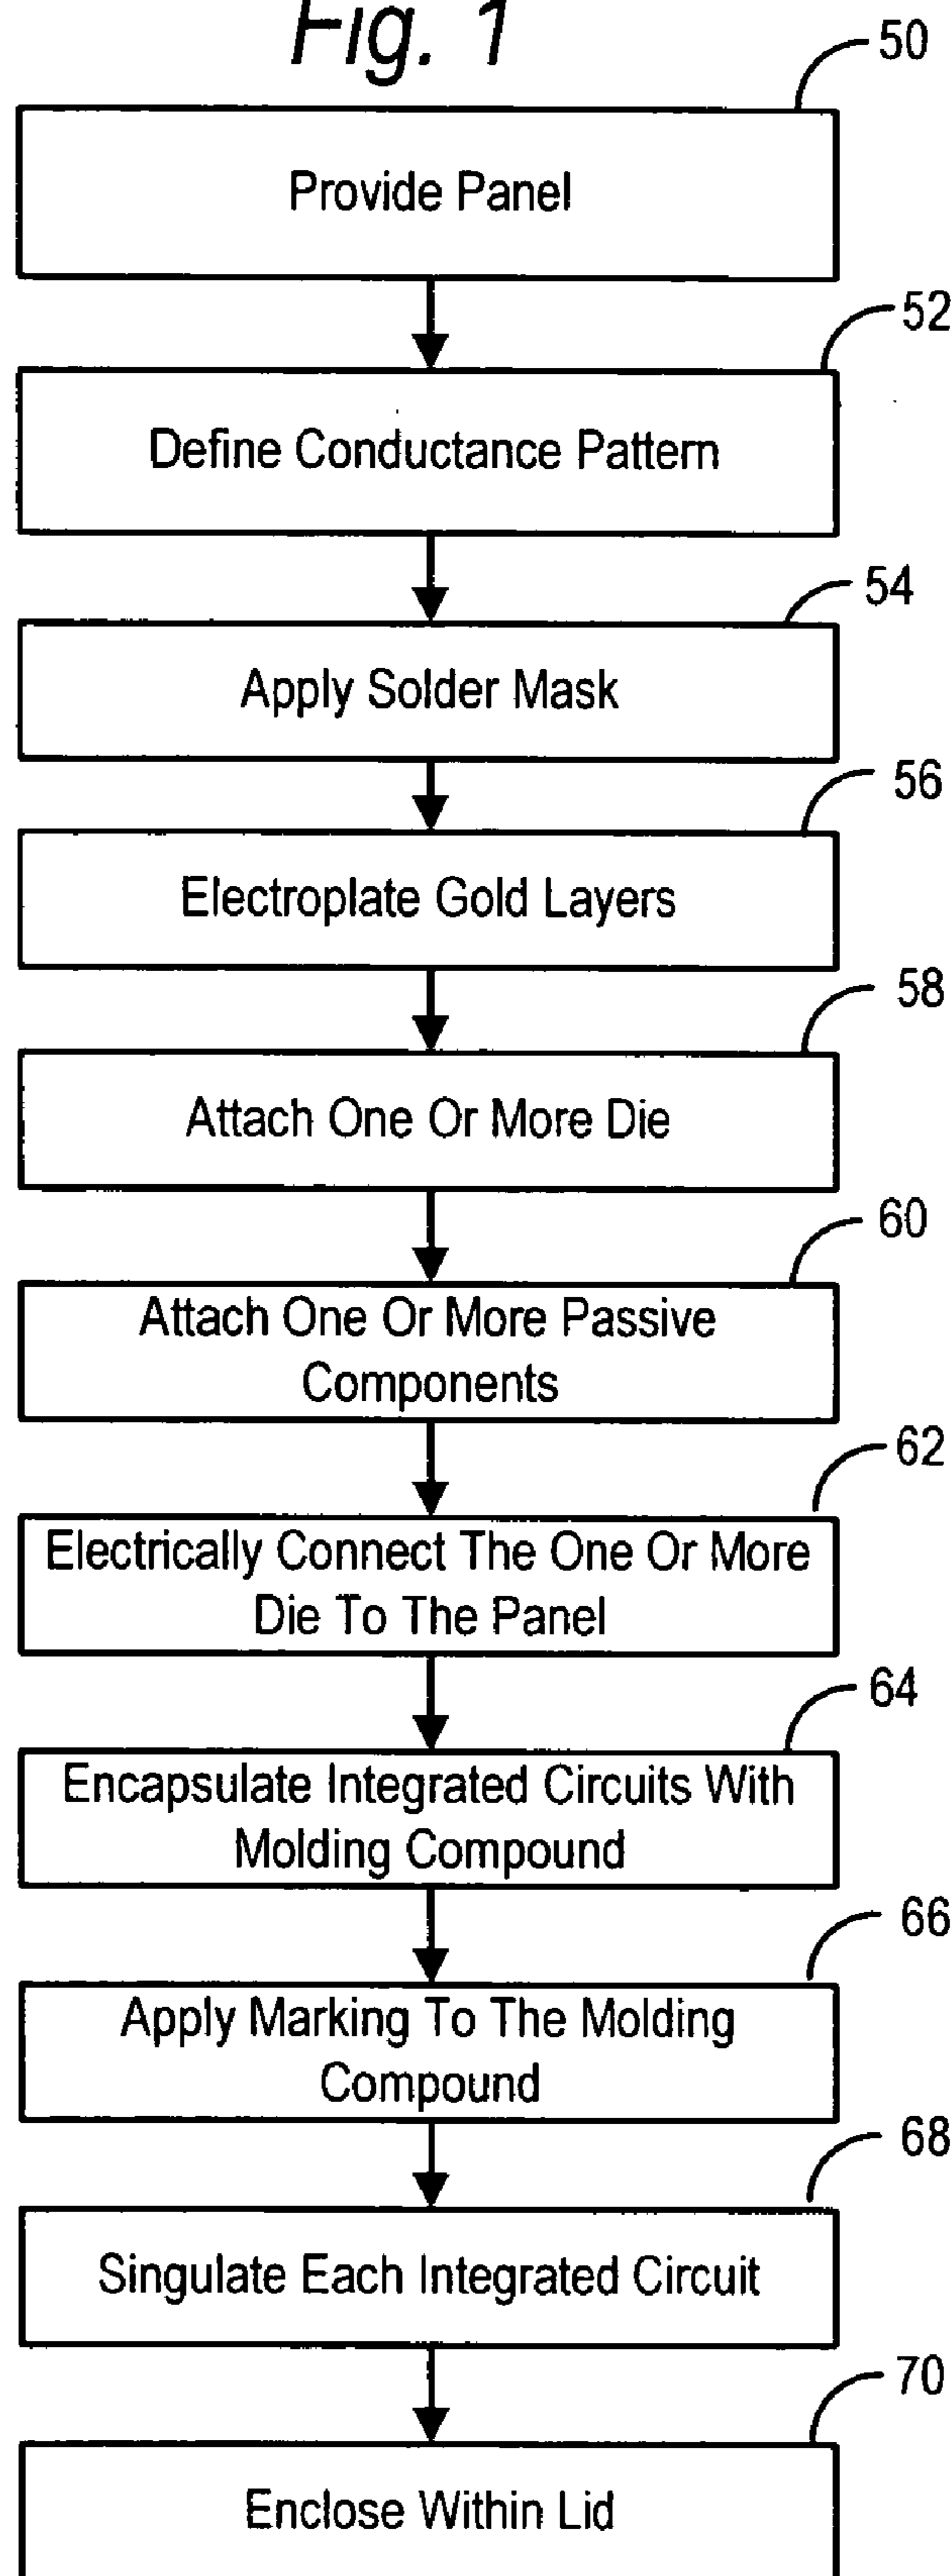 Fig. 1
50
Provide Panel
52
Define Conductance Pattern
54
Apply Solder Mask
56
Electroplate Gold Layers
58
Attach One Or More Die
60
Attach One Or More Passive
Components
62
Electrically Connect The One Or More
Die To The Panel
64
Encapsulate Integrated Circuits With
Molding Compound
66
Apply Marking To The Molding
Compound
68
Singulate Each Integrated Circuit
70
Enclose Within Lid